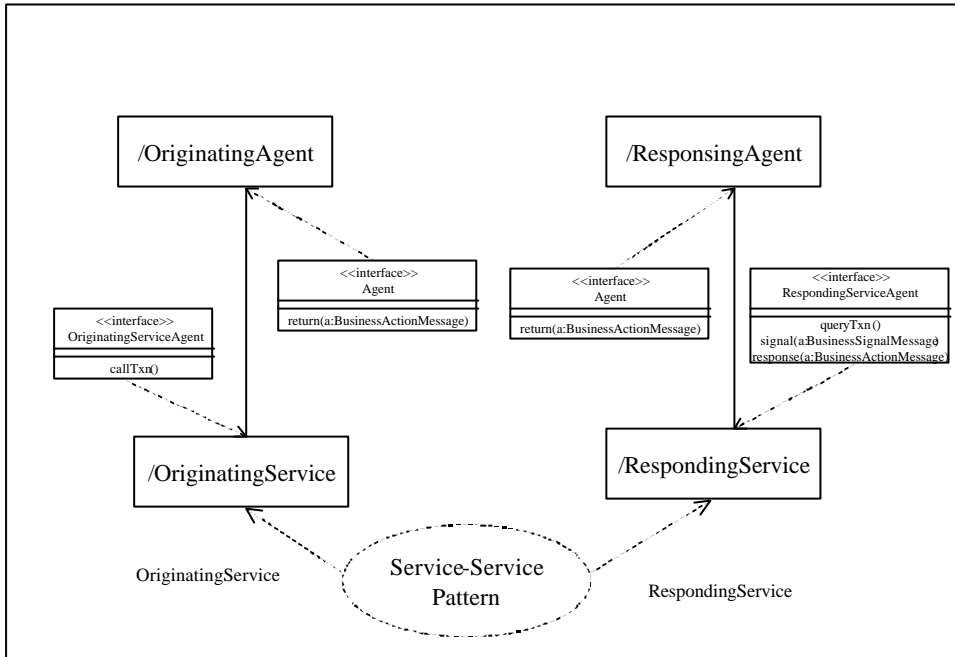 /OriginatingAgent
/ResponsingAgent
<<interface>>
Agent
return(a:BusinessActionMessage)
<<interface>>
Agent
return(a:BusinessActionMessage)
<<interface>>
RespondingServiceAgent
queryTxn()
signal(a:BusinessSignalMessage)
response(a:BusinessActionMessage)
<<interface>>
OriginatingServiceAgent
callTxn()
/OriginatingService
/RespondingService
Service-Service
Pattern
OriginatingService
RespondingService